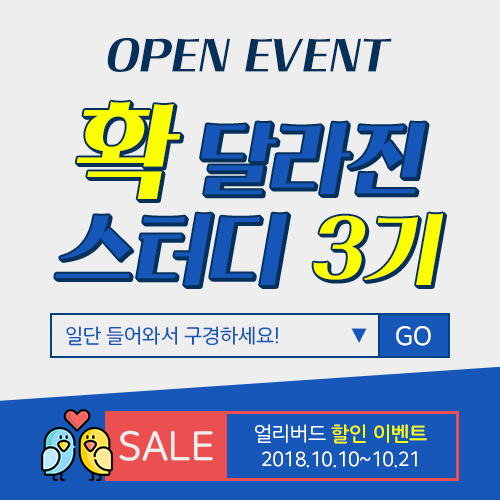 OPEN EVENT
확 달라진
스터디 3기
일단 들어와서 구경하세요! ▼ GO
SALE
얼리버드 할인 이벤트
2018.10.10~10.21